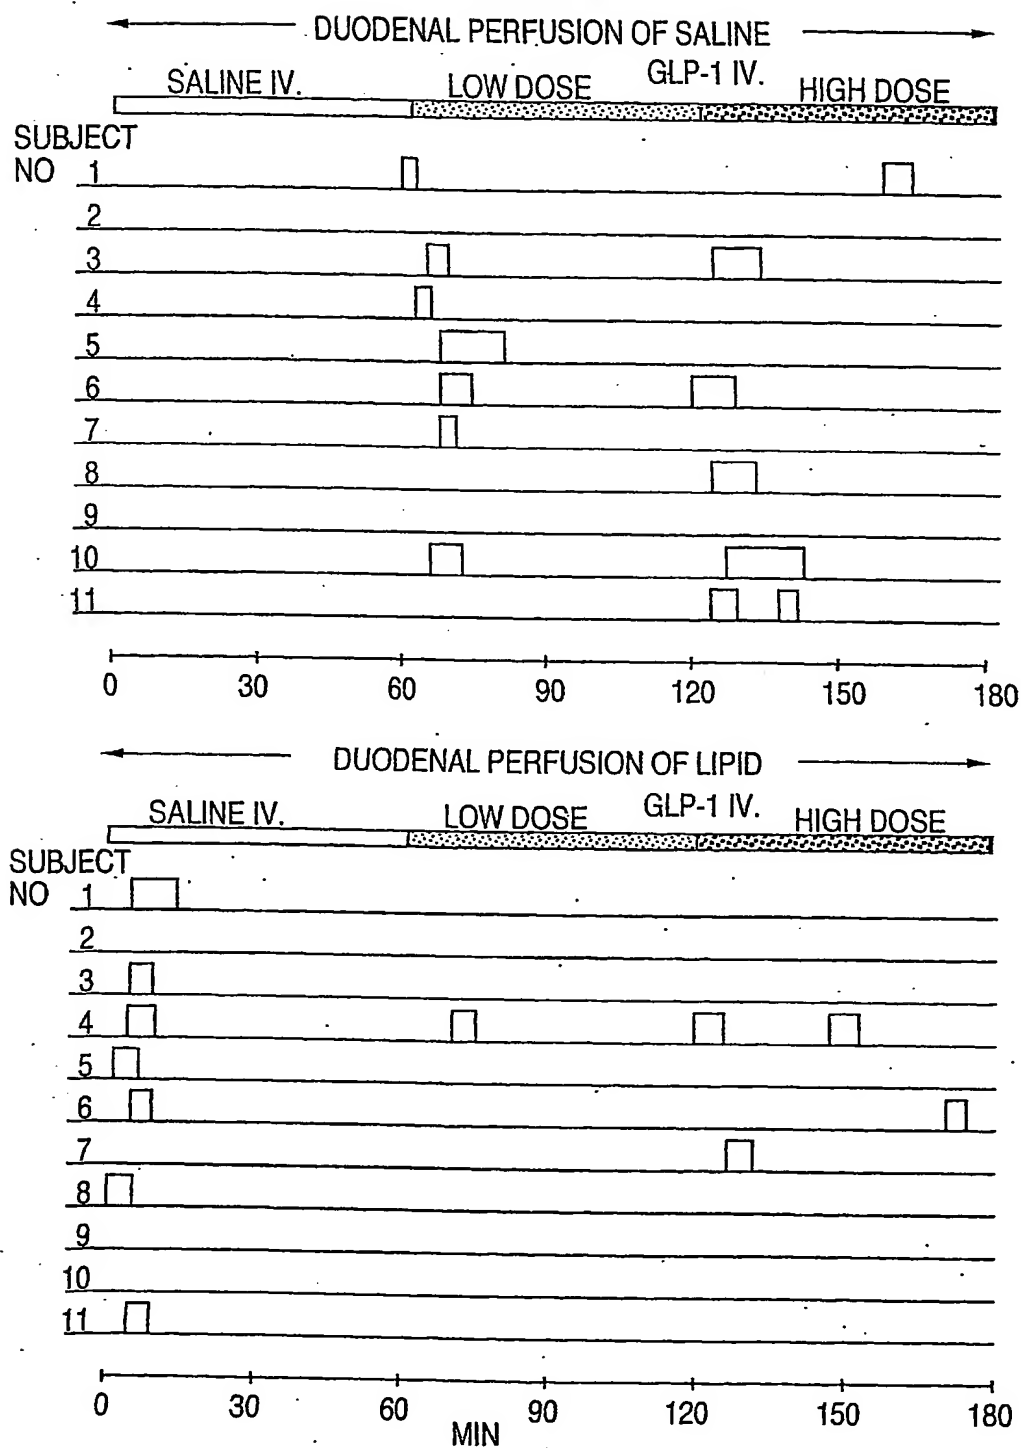 DUODENAL PERFUSION OF SALINE
SALINE IV.
LOW DOSE
GLP-1 IV.
HIGH DOSE
SUBJECT
NO 1
2
3
4
5
6
7
8
9
10
11
0 30 60 90 120 150 180
DUODENAL PERFUSION OF LIPID
SALINE IV.
LOW DOSE
GLP-1 IV.
HIGH DOSE
SUBJECT
NO 1
2
3
4
5
6
7
8
9
10
11
0 30 60 90 120 150 180
MIN